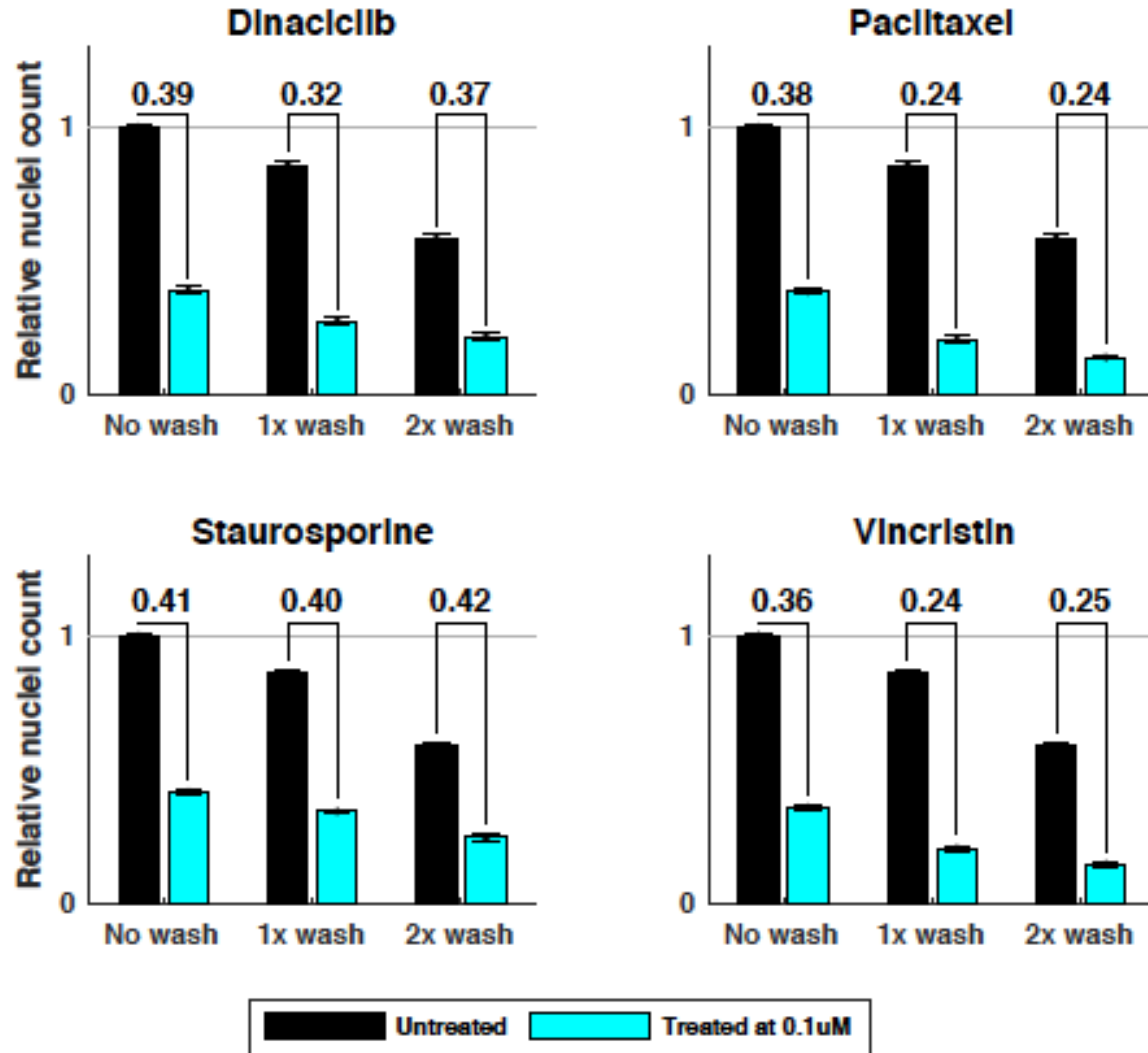 Dinaciclib
Relative nuclei count
1
0
0.39 0.32 0.37
No wash 1x wash 2x wash
Paclitaxel
1
0
0.38 0.24 0.24
No wash 1x wash 2x wash
Staurosporine
Relative nuclei count
1
0
0.41 0.40 0.42
No wash 1x wash 2x wash
Vincristin
1
0
0.36 0.24 0.25
No wash 1x wash 2x wash
Untreated Treated at 0.1uM